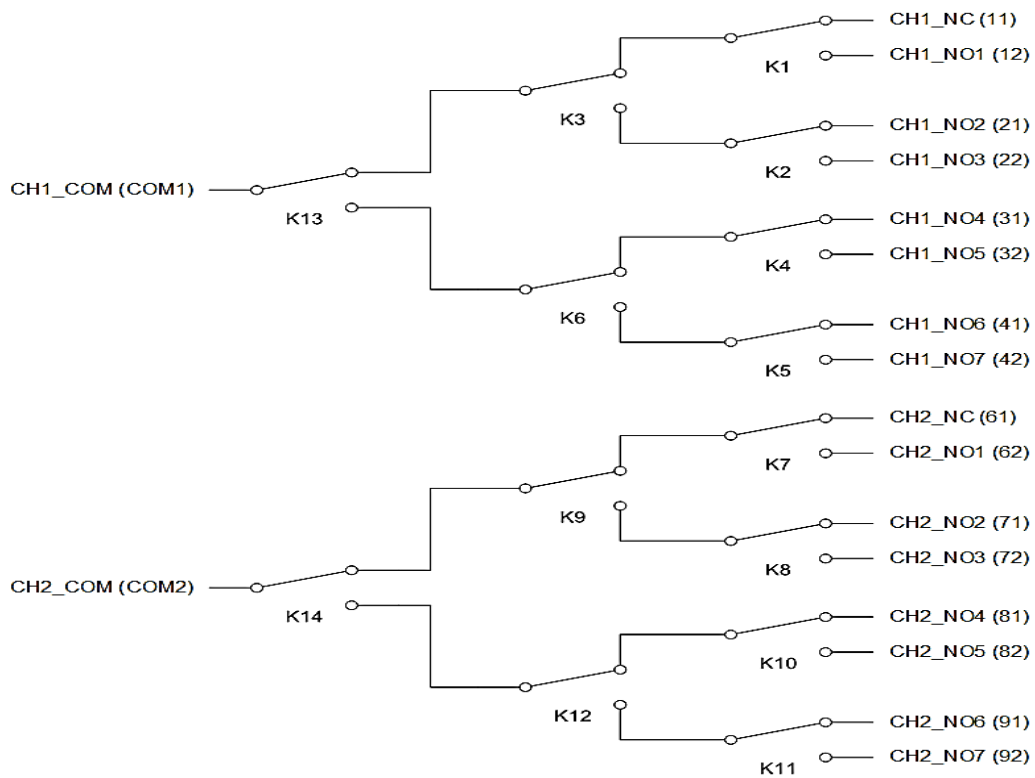 CH1_NC (11)
K1
CH1_NO1 (12)
K3
CH1_NO2 (21)
K2
CH1_NO3 (22)
CH1_COM (COM1)
K13
CH1_NO4 (31)
K4
CH1_NO5 (32)
K6
CH1_NO6 (41)
K5
CH1_NO7 (42)
CH2_NC (61)
K7
CH2_NO1 (62)
K9
CH2_NO2 (71)
K8
CH2_NO3 (72)
CH2_COM (COM2)
K14
CH2_NO4 (81)
K10
CH2_NO5 (82)
K12
CH2_NO6 (91)
K11
CH2_NO7 (92)